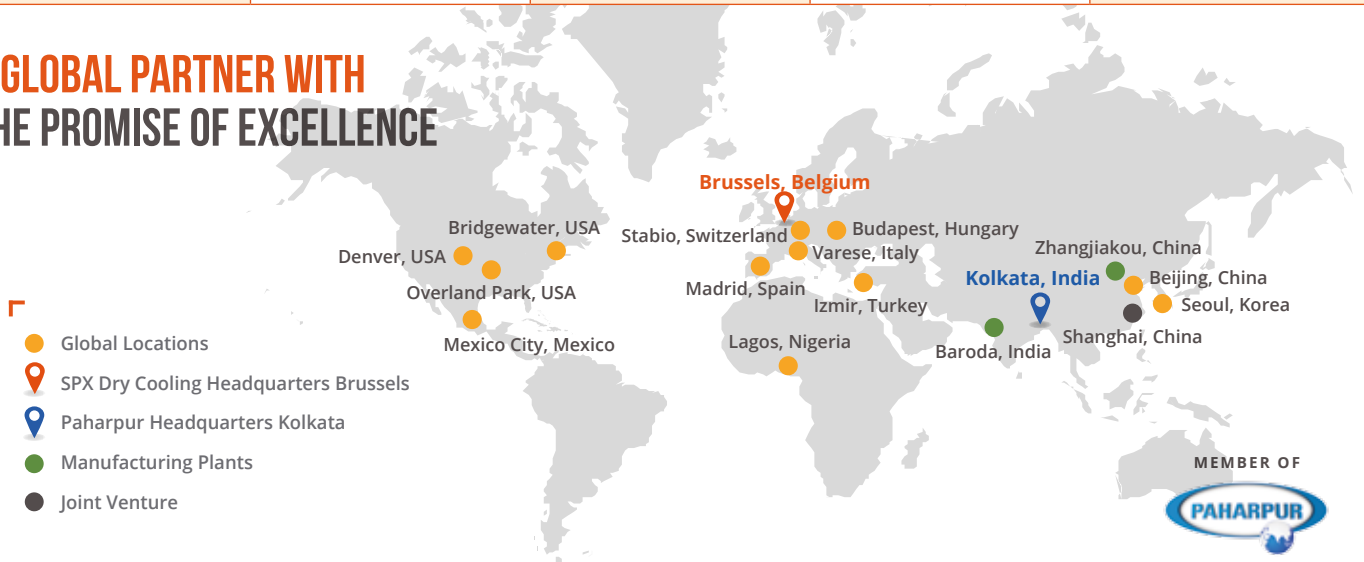 GLOBAL PARTNER WITH
HE PROMISE OF EXCELLENCE
Brussels, Belgium
Bridgewater, USA
Stabio, Switzerland
Budapest, Hungary
Denver, USA
Varese, Italy
Zhangjiakou, China
Kolkata, India
Beijing, China
Overland Park, USA
Madrid, Spain
Izmir, Turkey
Seoul, Korea
Mexico City, Mexico
Lagos, Nigeria
Baroda, India
Shanghai, China
Global Locations
SPX Dry Cooling Headquarters Brussels
Paharpur Headquarters Kolkata
Manufacturing Plants
Joint Venture
MEMBER OF
PAHARPUR